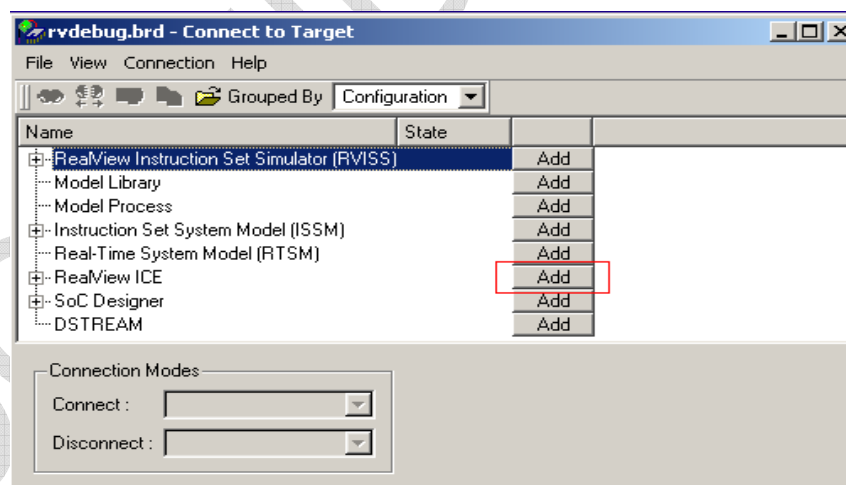 rvdebug.brd - Connect to Target
File View Connection Help
Grouped By Configuration
Name State
RealView Instruction Set Simulator (RVISS) Add
Model Library Add
Model Process Add
Instruction Set System Model (ISSM) Add
Real-Time System Model (RTSM) Add
RealView ICE Add
SoC Designer Add
DSTREAM Add
Connection Modes
Connect :
Disconnect :